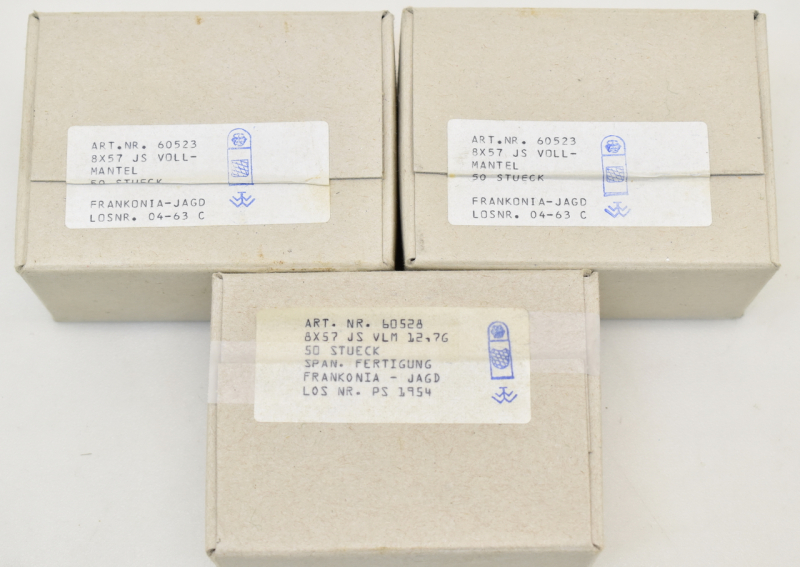 ART.NR. 60523
8X57 JS VOLL-
MANTEL
50 STUECK
FRANKONIA-JAGD
LOSNR. 04-63 C
ART.NR. 60523
8X57 JS VOLL-
MANTEL
50 STUECK
FRANKONIA-JAGD
LOSNR. 04-63 C
ART. NR. 60528
8X57 JS VLM 12,7G
50 STUECK
SPAN. FERTIGUNG
FRANKONIA - JAGD
LOS NR. PS 1954